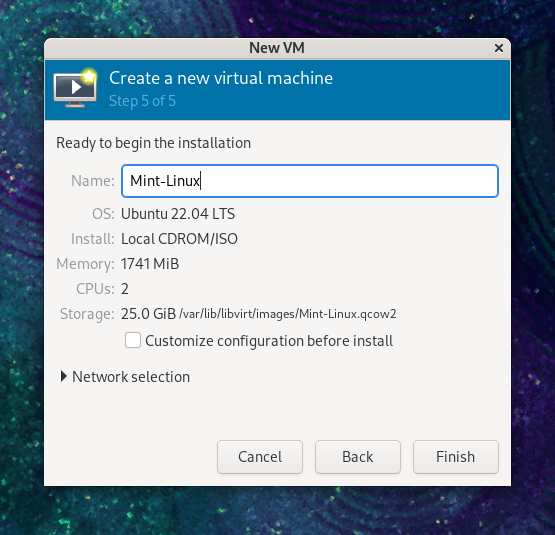 New VM
Create a new virtual machine
Step 5 of 5
Ready to begin the installation
Name: Mint-Linux
OS: Ubuntu 22.04 LTS
Install: Local CDROM/ISO
Memory: 1741 MiB
CPUs: 2
Storage: 25.0 GiB /var/lib/libvirt/images/Mint-Linux.qcow2
Customize configuration before install
Network selection
Cancel Back Finish